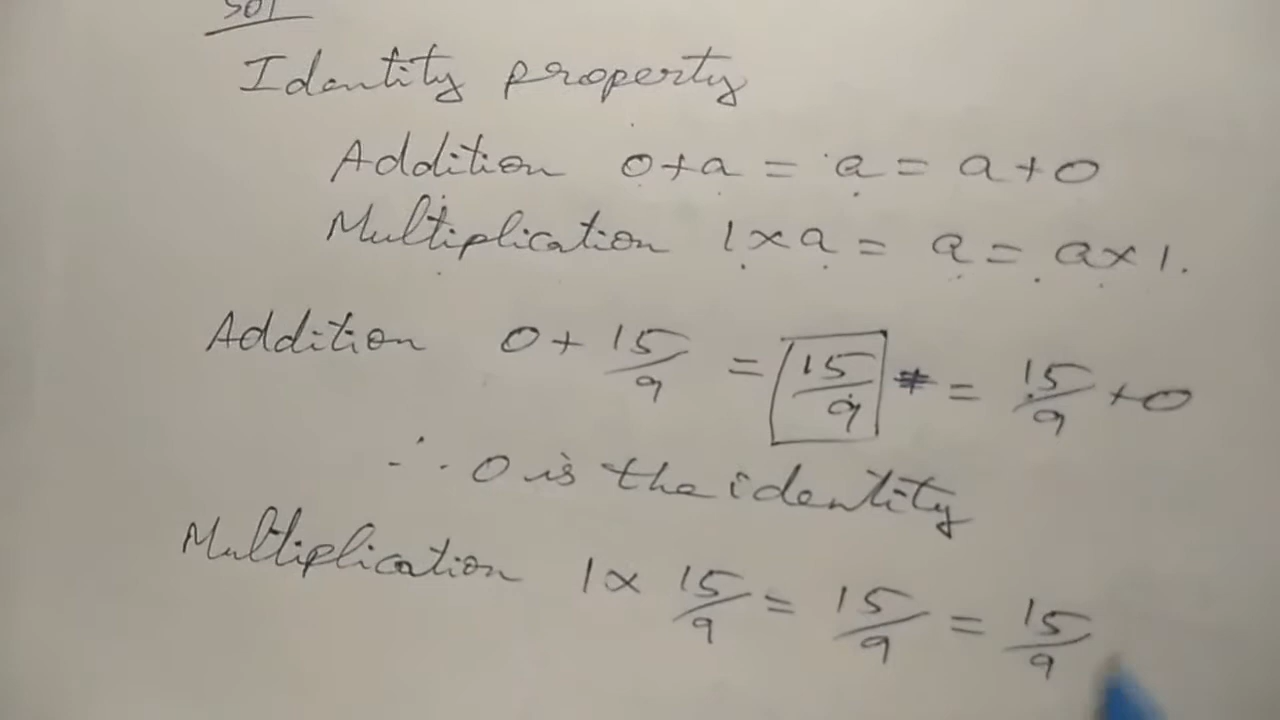 Sol
Identity property
Addition 0+a = a = a+0
Multiplication 1×a = a = a×1.
Addition 0 + 15/9 = 15/9 = 15/9 +0
∴ 0 is the identity
Multiplication 1× 15/9 = 15/9 = 15/9